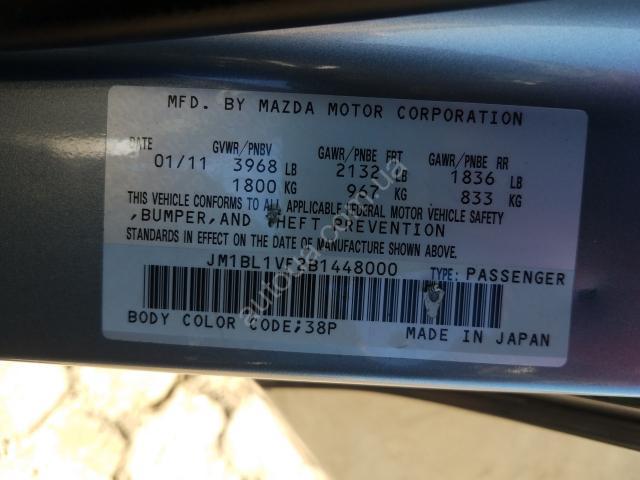 MFD. BY MAZDA MOTOR CORPORATION
DATE GVWR/PNBV GAWR/PNBE FRT GAWR/PNBE RR
01/11 3968 LB 2132 LB 1836 LB
1800 KG 967 KG 833 KG
THIS VEHICLE CONFORMS TO ALL APPLICABLE FEDERAL MOTOR VEHICLE SAFETY
,BUMPER,AND THEFT PREVENTION
STANDARDS IN EFFECT ON THE DATE OF MANUFACTURE SHOWN ABOVE.
TYPE: PASSENGER
BODY COLOR CODE;38P MADE IN JAPAN